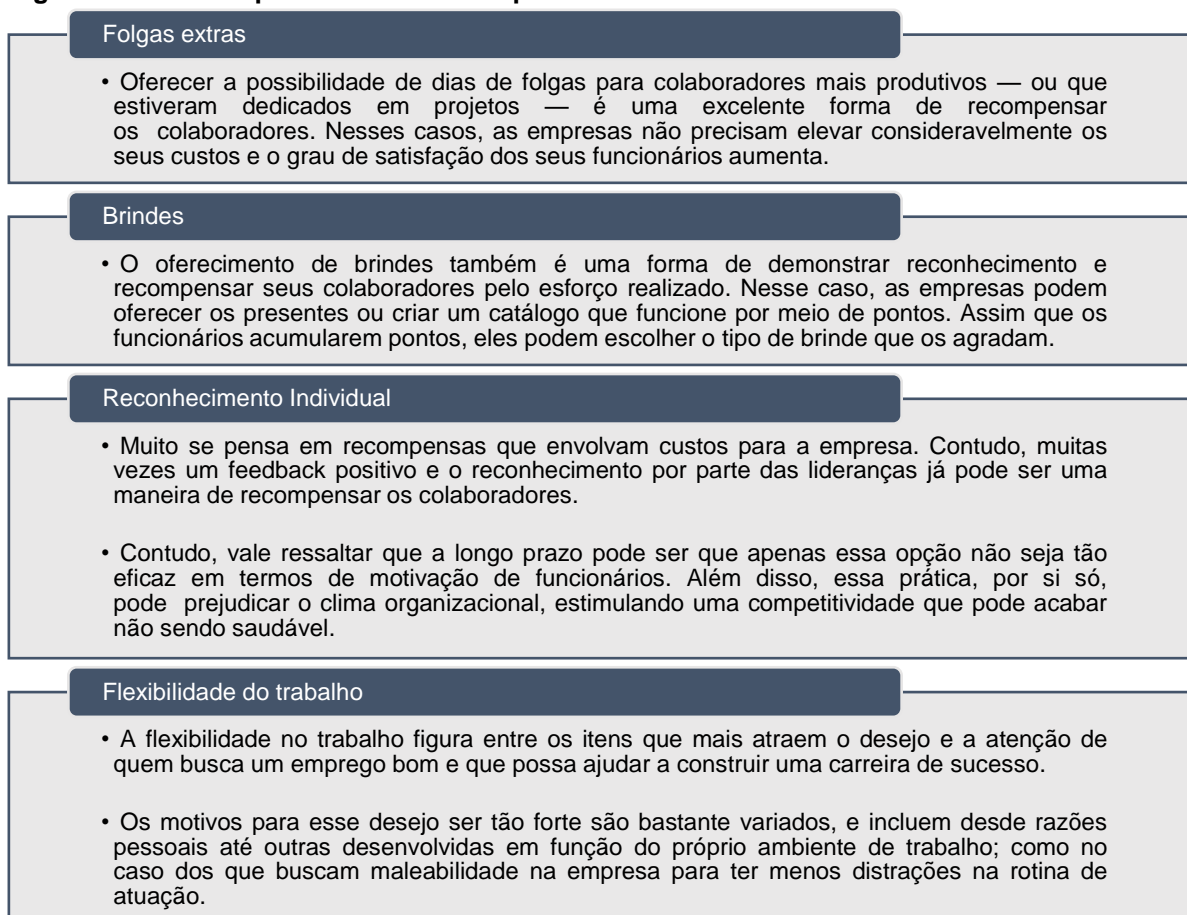 Folgas extras
• Oferecer a possibilidade de dias de folgas para colaboradores mais produtivos — ou que
estiveram dedicados em projetos — é uma excelente forma de recompensar
os colaboradores. Nesses casos, as empresas não precisam elevar consideravelmente os
seus custos e o grau de satisfação dos seus funcionários aumenta.
Brindes
• O oferecimento de brindes também é uma forma de demonstrar reconhecimento e
recompensar seus colaboradores pelo esforço realizado. Nesse caso, as empresas podem
oferecer os presentes ou criar um catálogo que funcione por meio de pontos. Assim que os
funcionários acumularem pontos, eles podem escolher o tipo de brinde que os agradam.
Reconhecimento Individual
• Muito se pensa em recompensas que envolvam custos para a empresa. Contudo, muitas
vezes um feedback positivo e o reconhecimento por parte das lideranças já pode ser uma
maneira de recompensar os colaboradores.
• Contudo, vale ressaltar que a longo prazo pode ser que apenas essa opção não seja tão
eficaz em termos de motivação de funcionários. Além disso, essa prática, por si só,
pode prejudicar o clima organizacional, estimulando uma competitividade que pode acabar
não sendo saudável.
Flexibilidade do trabalho
• A flexibilidade no trabalho figura entre os itens que mais atraem o desejo e a atenção de
quem busca um emprego bom e que possa ajudar a construir uma carreira de sucesso.
• Os motivos para esse desejo ser tão forte são bastante variados, e incluem desde razões
pessoais até outras desenvolvidas em função do próprio ambiente de trabalho; como no
caso dos que buscam maleabilidade na empresa para ter menos distrações na rotina de
atuação.